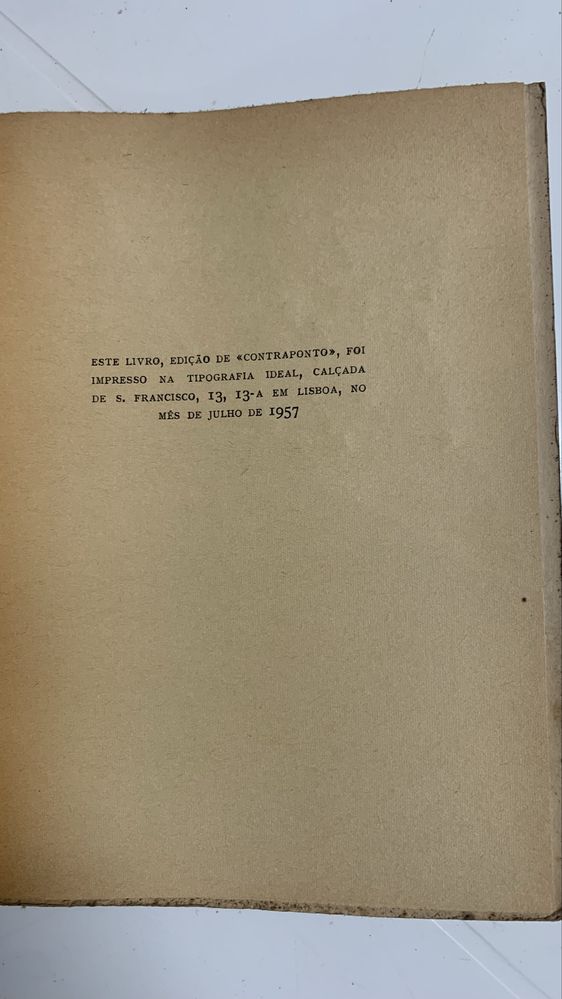 ESTE LIVRO, EDIÇÃO DE «CONTRAPONTO», FOI
IMPRESSO NA TIPOGRAFIA IDEAL, CALÇADA
DE S. FRANCISCO, 13, 13-A EM LISBOA, NO
MÊS DE JULHO DE 1957